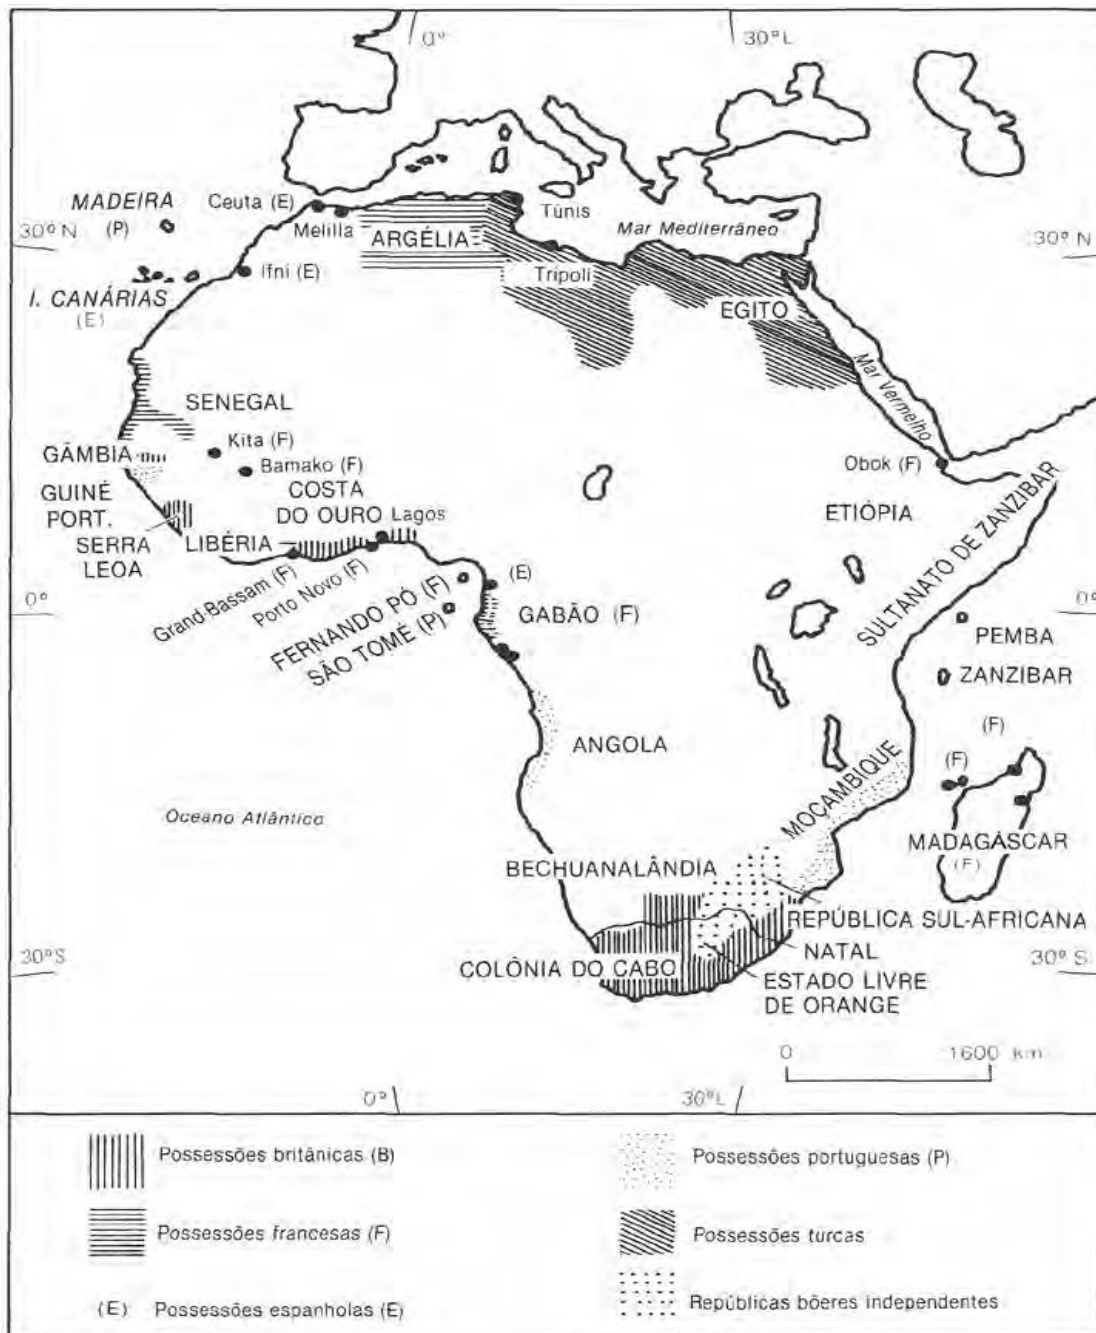 0°
30° L
MADEIRA
(P)
Ceuta (E)
Melilla
Túnis
Mar Mediterrâneo
30° N
30° N
ARGÉLIA
Trípoli
Ifni (E)
I. CANÁRIAS
(E)
EGITO
Mar Vermelho
SENEGAL
GÂMBIA
Kita (F)
Bamako (F)
Obok (F)
GUINÉ
PORT.
COSTA
DO OURO
Lagos
ETIÓPIA
SULTANATO DE ZANZIBAR
SERRA
LEOA
LIBÉRIA
Grand-Bassam (F)
Porto Novo (F)
(E)
0°
0°
FERNANDO PÓ (F)
SÃO TOMÉ (P)
GABÃO (F)
PEMBA
ZANZIBAR
(F)
(F)
ANGOLA
MOÇAMBIQUE
Oceano Atlântico
MADAGÁSCAR
(F)
BECHUANALÂNDIA
REPÚBLICA SUL-AFRICANA
NATAL
30° S
30° S
COLÔNIA DO CABO
ESTADO LIVRE
DE ORANGE
0 1600 km
0°
30° L
Possessões britânicas (B)
Possessões portuguesas (P)
Possessões francesas (F)
Possessões turcas
(E) Possessões espanholas (E)
Repúblicas bôeres independentes